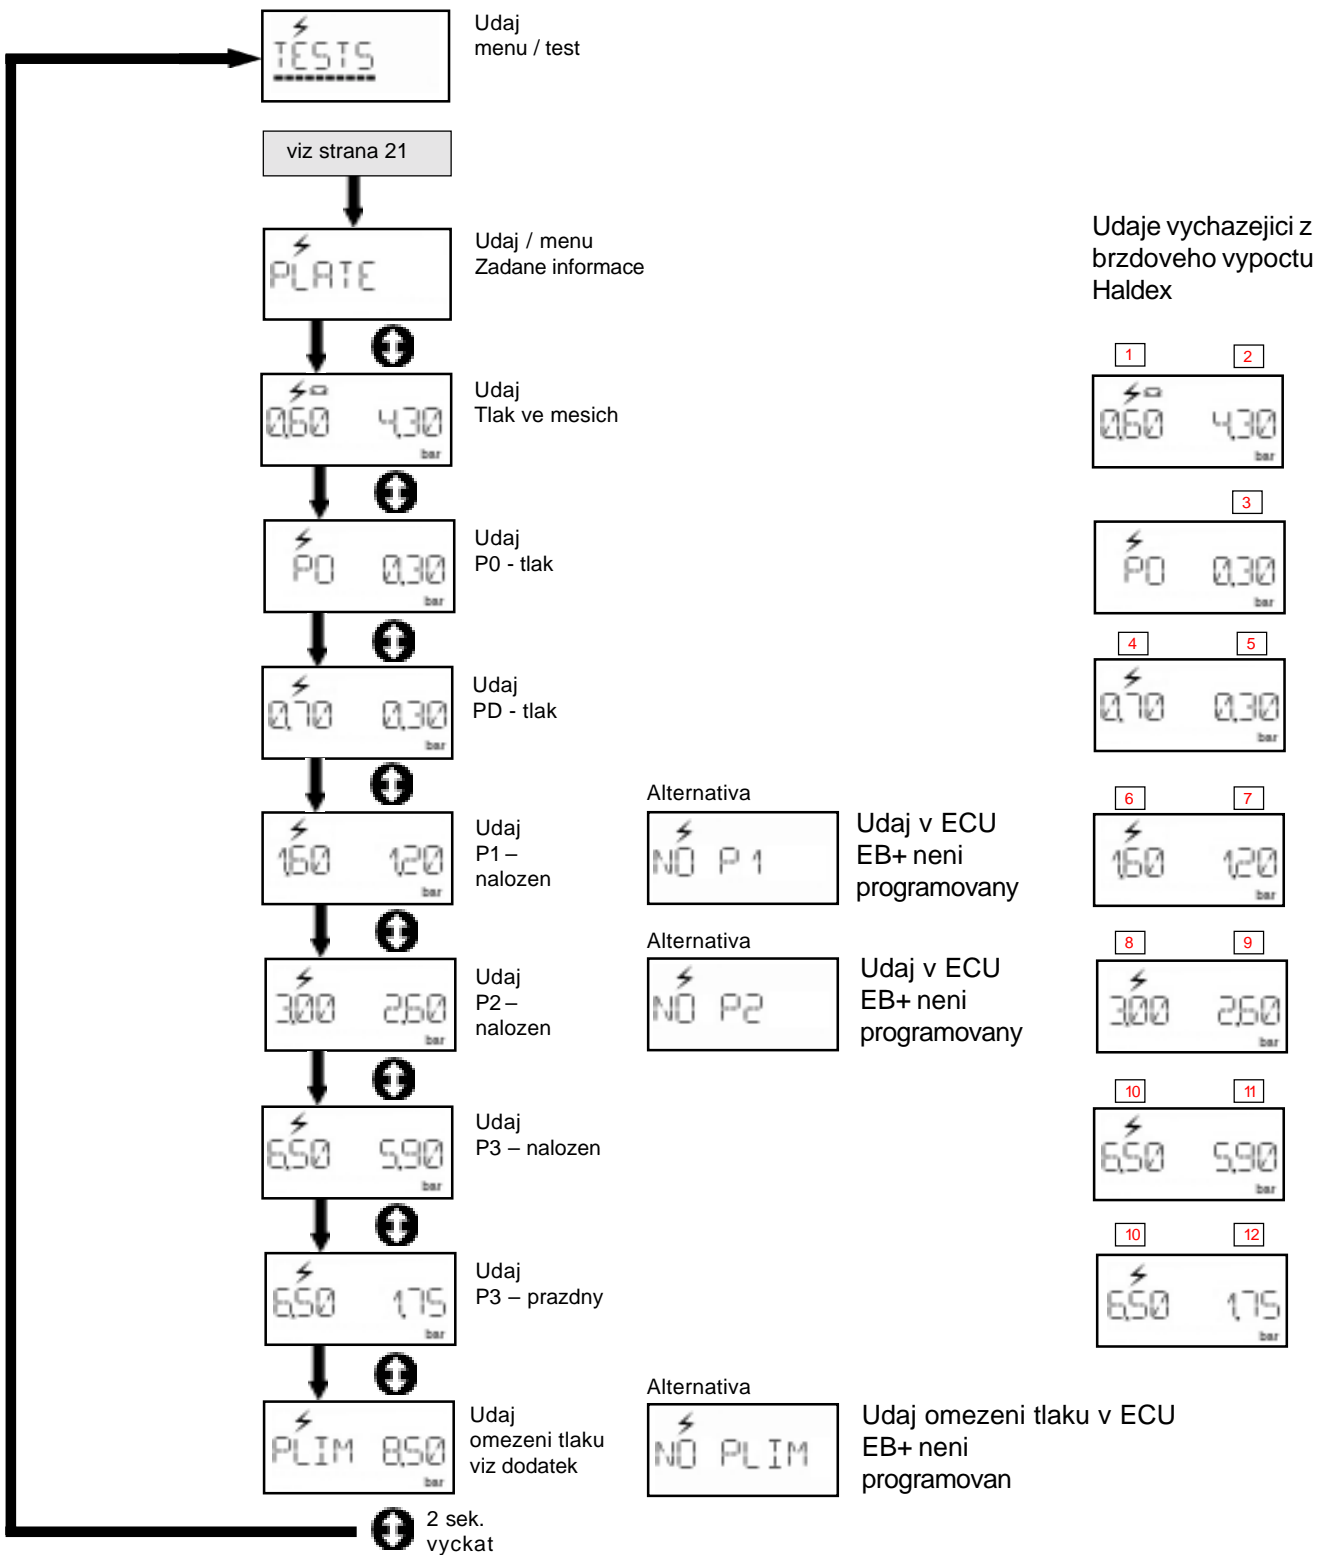 TESTS
Udaj
menu / test
viz strana 21
PLATE
Udaj / menu
Zadane informace
0,60 4,30
bar
Udaj
Tlak ve mesich
P0 0,30
bar
Udaj
P0 - tlak
0,70 0,30
bar
Udaj
PD - tlak
1,60 1,20
bar
Udaj
P1 –
nalozen
Alternativa
NO P1
Udaj v ECU
EB+ neni
programovany
3,00 2,60
bar
Udaj
P2 –
nalozen
Alternativa
NO P2
Udaj v ECU
EB+ neni
programovany
6,50 5,90
bar
Udaj
P3 – nalozen
6,50 1,75
bar
Udaj
P3 – prazdny
PLIM 8,50
bar
Udaj
omezeni tlaku
viz dodatek
Alternativa
NO PLIM
Udaj omezeni tlaku v ECU
EB+ neni
programovan
2 sek.
vyckat
Udaje vychazejici z
brzdoveho vypoctu
Haldex
1 2
0,60 4,30
bar
3
P0 0,30
bar
4 5
0,70 0,30
bar
6 7
1,60 1,20
bar
8 9
3,00 2,60
bar
10 11
6,50 5,90
bar
10 12
6,50 1,75
bar